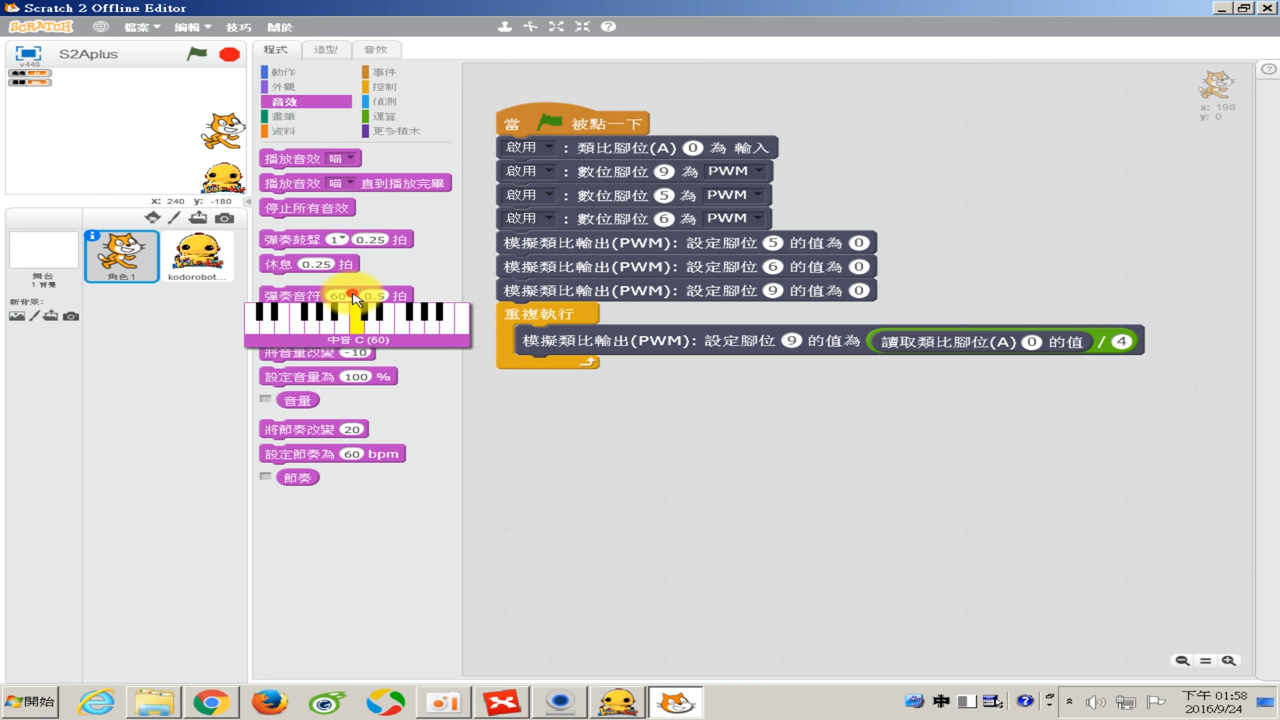 Scratch 2 Offline Editor
SCRATCH 檔案 編輯 技巧 關於
S2Aplus
v448
x: 240 y: -180
舞台
1 背景
新背景:
角色1
kodorobot...
程式 造型 音效
動作 事件
外觀 控制
音效 偵測
畫筆 運算
資料 更多積木
播放音效 喵
播放音效 喵 直到播放完畢
停止所有音效
彈奏鼓聲 1 0.25 拍
休息 0.25 拍
彈奏音符 60 0.5 拍
中音 C (60)
將音量改變 -10
設定音量為 100 %
音量
將節奏改變 20
設定節奏為 60 bpm
節奏
x: 198
y: 0
當 被點一下
啟用 : 類比腳位(A) 0 為 輸入
啟用 : 數位腳位 9 為 PWM
啟用 : 數位腳位 5 為 PWM
啟用 : 數位腳位 6 為 PWM
模擬類比輸出(PWM): 設定腳位 5 的值為 0
模擬類比輸出(PWM): 設定腳位 6 的值為 0
模擬類比輸出(PWM): 設定腳位 9 的值為 0
重複執行
模擬類比輸出(PWM): 設定腳位 9 的值為 讀取類比腳位(A) 0 的值 / 4
開始
下午 01:58
2016/9/24